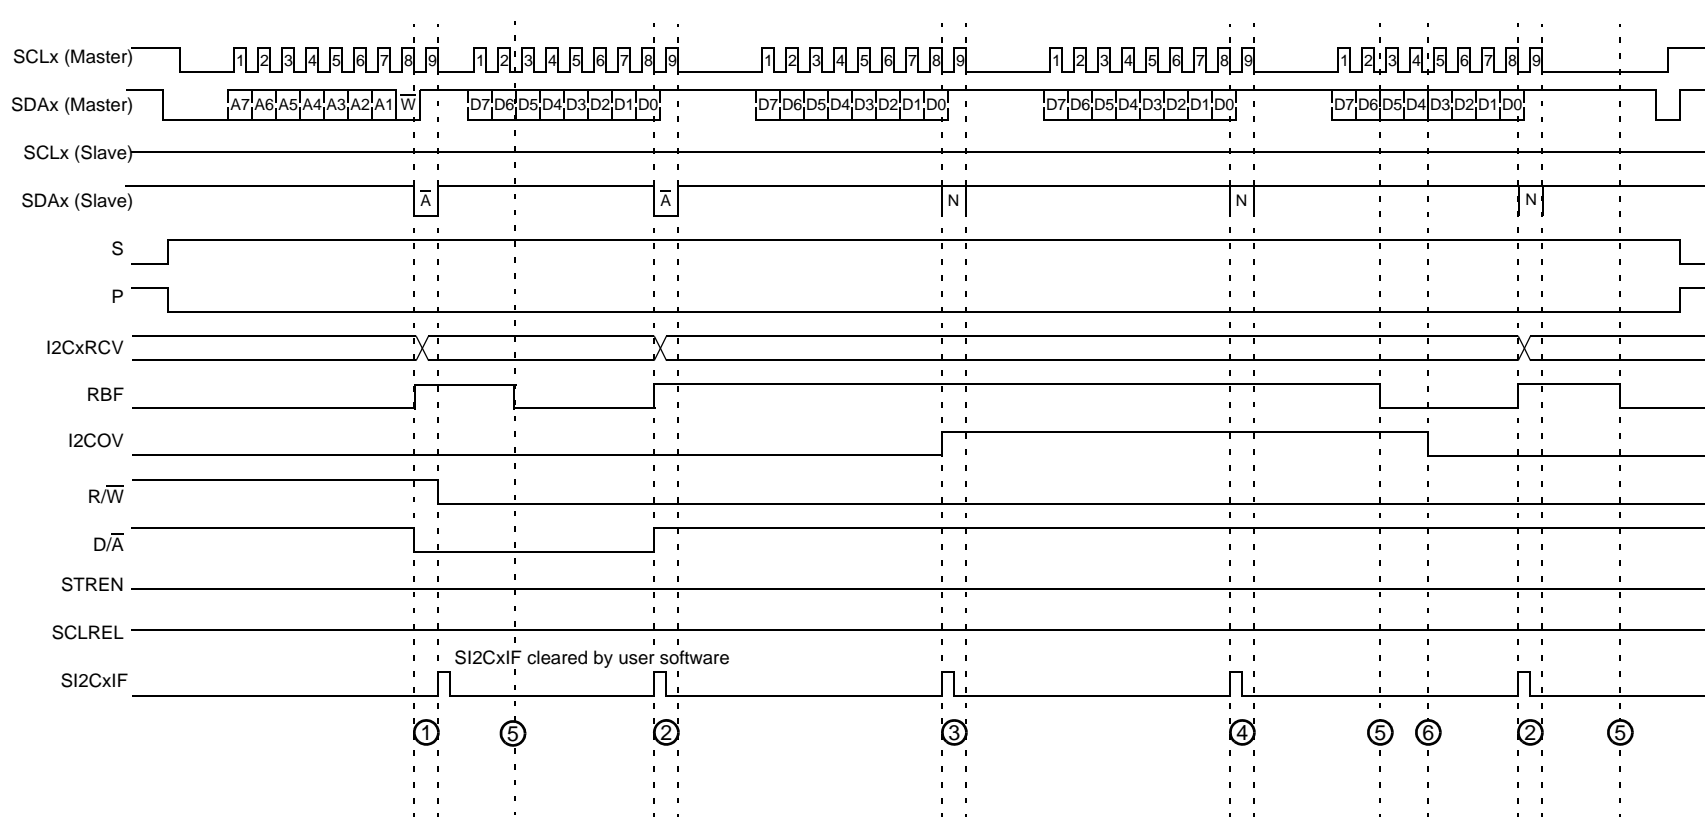 SCLx (Master) 1 2 3 4 5 6 7 8 9 1 2 3 4 5 6 7 8 9 1 2 3 4 5 6 7 8 9 1 2 3 4 5 6 7 8 9 1 2 3 4 5 6 7 8 9
SDAx (Master) A7 A6 A5 A4 A3 A2 A1 W̅ D7 D6 D5 D4 D3 D2 D1 D0 D7 D6 D5 D4 D3 D2 D1 D0 D7 D6 D5 D4 D3 D2 D1 D0 D7 D6 D5 D4 D3 D2 D1 D0
SCLx (Slave)
SDAx (Slave) A̅ A̅ N N N
S
P
I2CxRCV
RBF
I2COV
R/W̅
D/A̅
STREN
SCLREL
SI2CxIF cleared by user software
SI2CxIF
① ⑤ ② ③ ④ ⑤ ⑥ ② ⑤